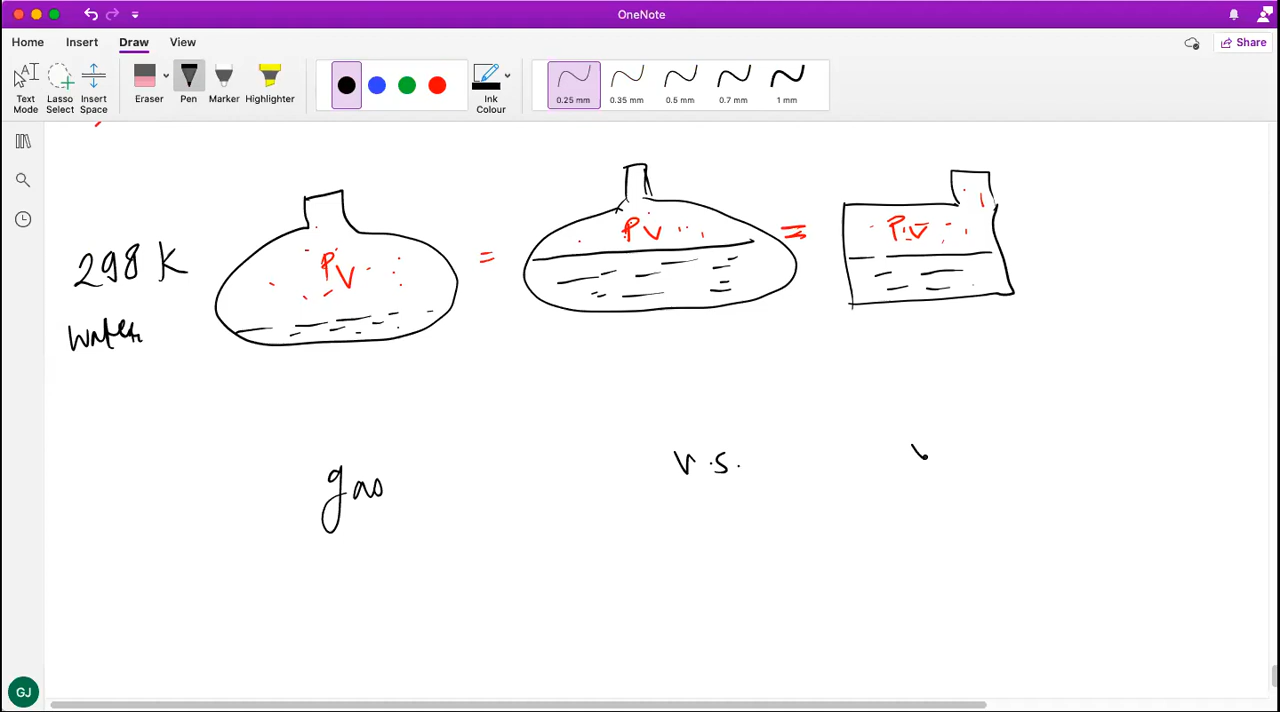 OneNote
Home Insert Draw View
Share
Text Mode
Lasso Select
Insert Space
Eraser
Pen
Marker
Highlighter
0.25 mm
0.35 mm
0.5 mm
0.7 mm
1 mm
Ink Colour
298 K
water
PV = PV = PV
gas v.s. v
GJ